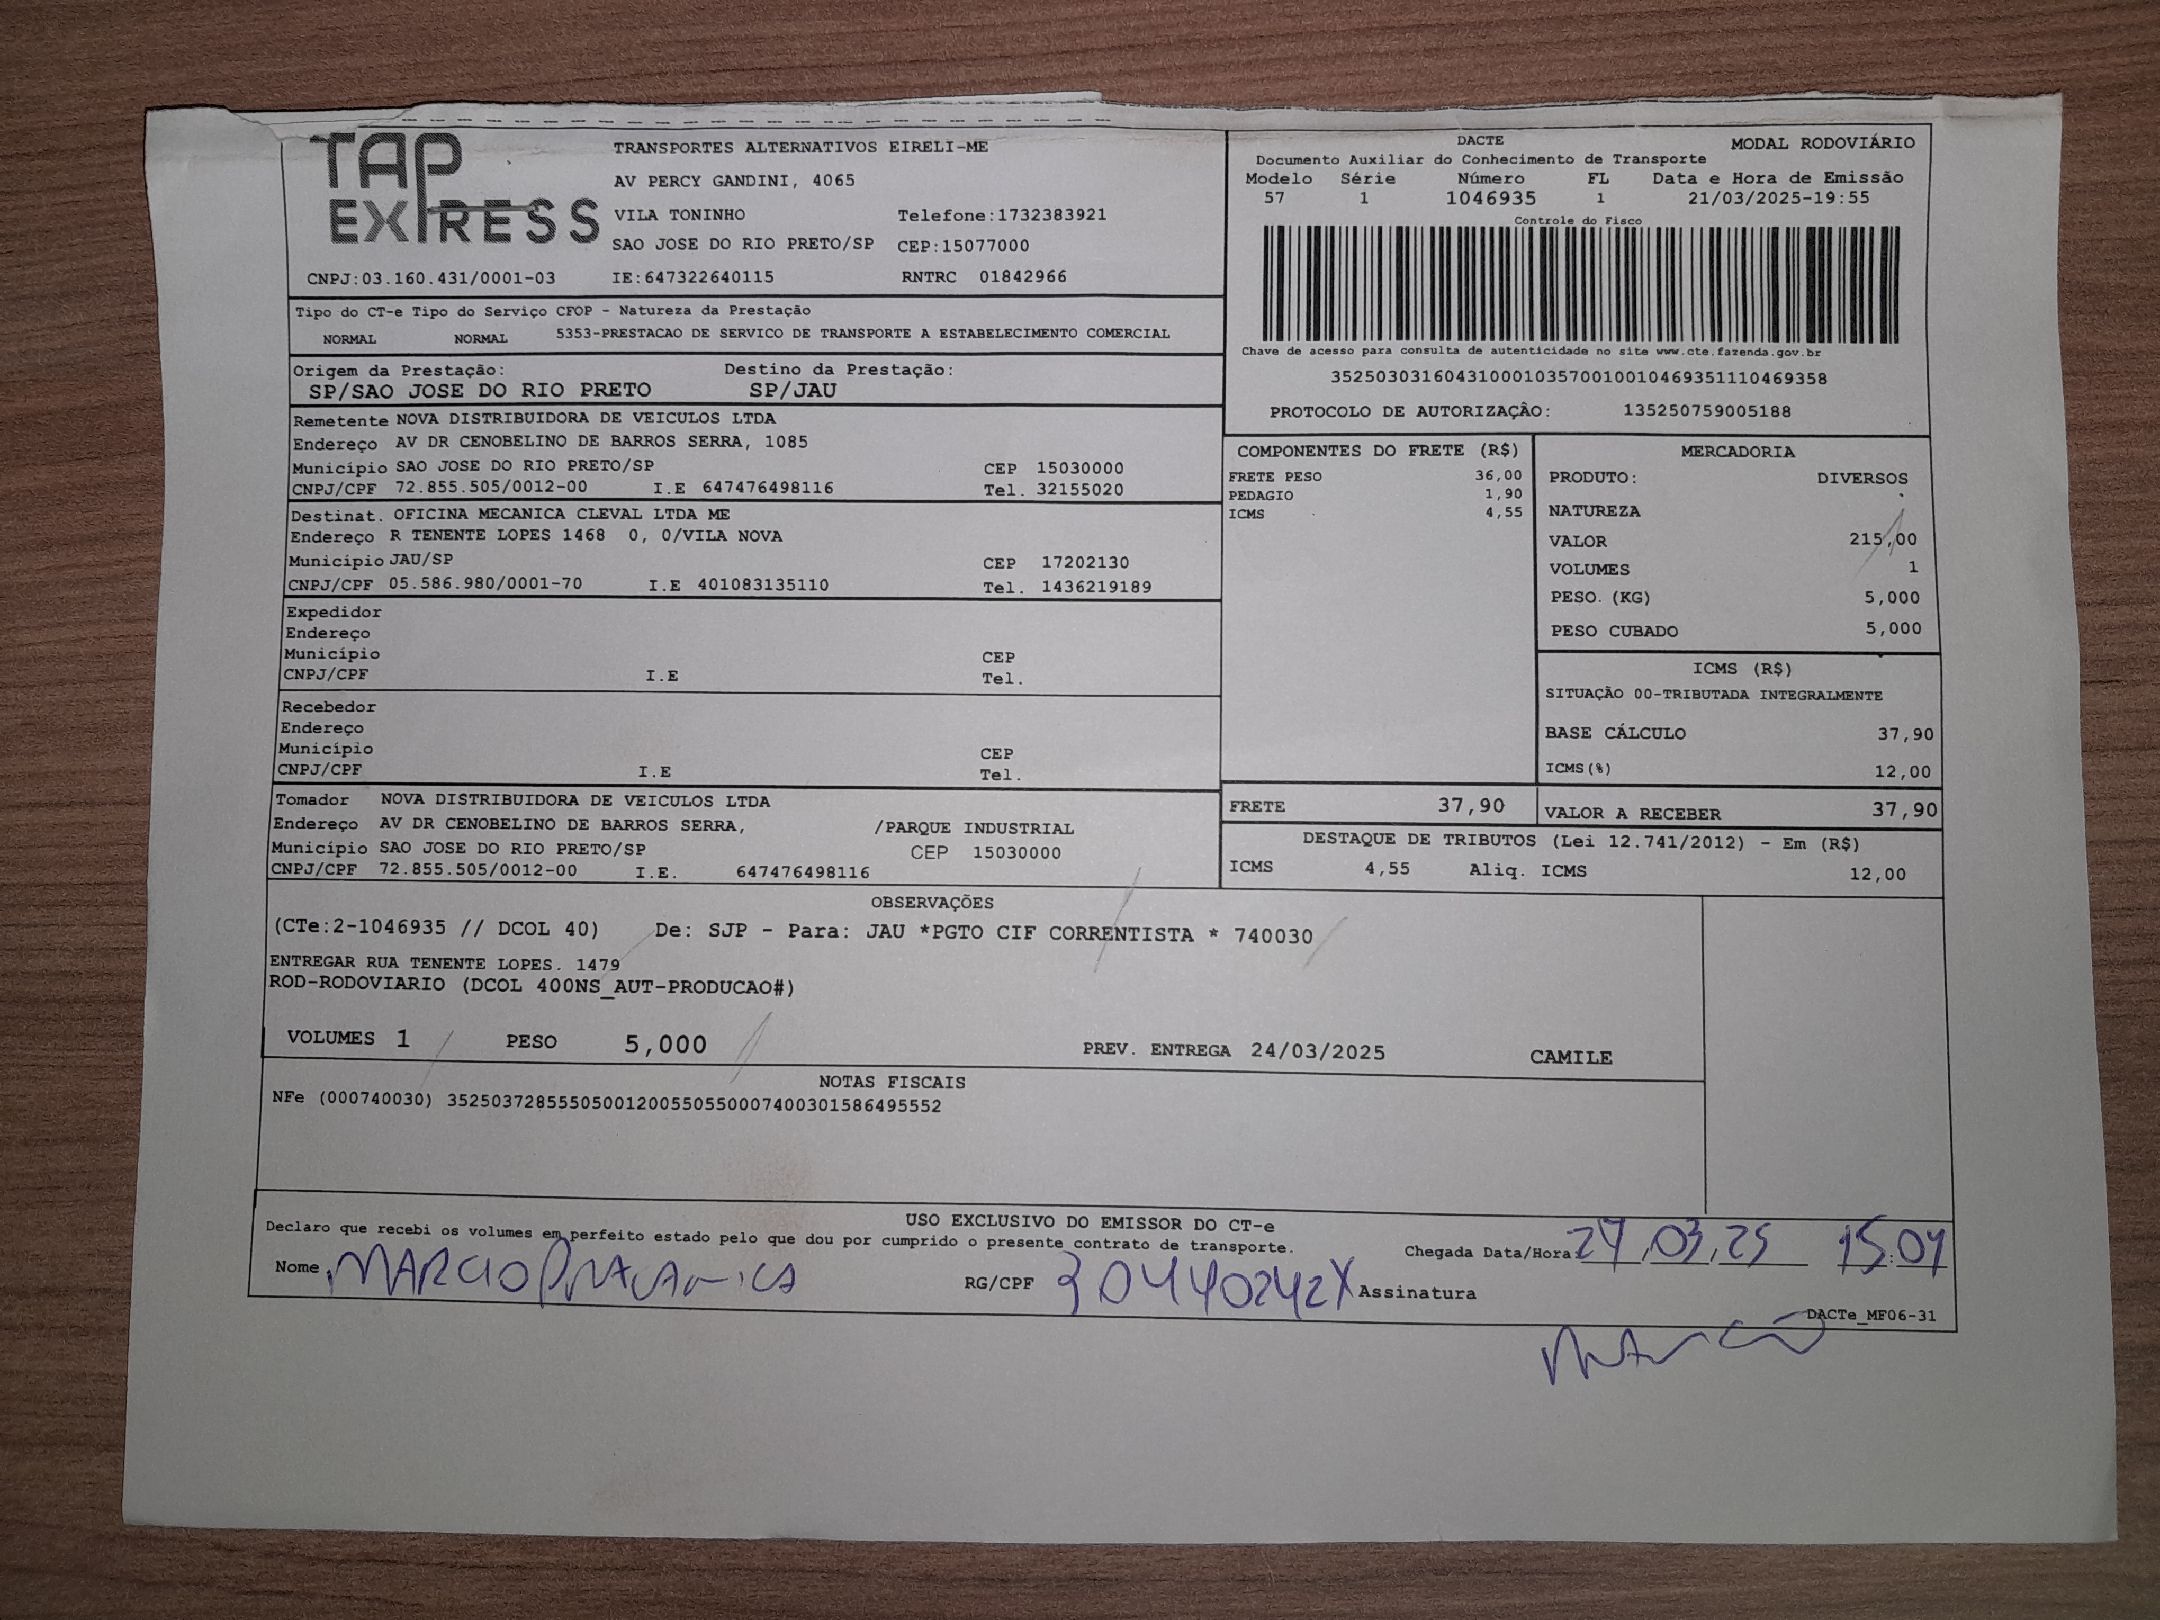 TAP EXPRESS
TRANSPORTES ALTERNATIVOS EIRELI-ME
AV PERCY GANDINI, 4065
VILA TONINHO Telefone:1732383921
SAO JOSE DO RIO PRETO/SP CEP:15077000
CNPJ:03.160.431/0001-03 IE:647322640115 RNTRC 01842966
DACTE MODAL RODOVIÁRIO
Documento Auxiliar do Conhecimento de Transporte
Modelo Série Número FL Data e Hora de Emissão
57 1 1046935 1 21/03/2025-19:55
Controle do Fisco
Chave de acesso para consulta de autenticidade no site www.cte.fazenda.gov.br
35250303160431000103570010010469351110469358
PROTOCOLO DE AUTORIZAÇÃO: 135250759005188
Tipo do CT-e Tipo do Serviço CFOP - Natureza da Prestação
NORMAL NORMAL 5353-PRESTACAO DE SERVICO DE TRANSPORTE A ESTABELECIMENTO COMERCIAL
Origem da Prestação: Destino da Prestação:
SP/SAO JOSE DO RIO PRETO SP/JAU
Remetente NOVA DISTRIBUIDORA DE VEICULOS LTDA
Endereço AV DR CENOBELINO DE BARROS SERRA, 1085
Município SAO JOSE DO RIO PRETO/SP CEP 15030000
CNPJ/CPF 72.855.505/0012-00 I.E 647476498116 Tel. 32155020
Destinat. OFICINA MECANICA CLEVAL LTDA ME
Endereço R TENENTE LOPES 1468 0, 0/VILA NOVA
Município JAU/SP CEP 17202130
CNPJ/CPF 05.586.980/0001-70 I.E 401083135110 Tel. 1436219189
Expedidor
Endereço
Município CEP
CNPJ/CPF I.E Tel.
Recebedor
Endereço
Município CEP
CNPJ/CPF I.E Tel.
Tomador NOVA DISTRIBUIDORA DE VEICULOS LTDA
Endereço AV DR CENOBELINO DE BARROS SERRA, /PARQUE INDUSTRIAL
Município SAO JOSE DO RIO PRETO/SP CEP 15030000
CNPJ/CPF 72.855.505/0012-00 I.E. 647476498116
COMPONENTES DO FRETE (R$)
FRETE PESO 36,00
PEDAGIO 1,90
ICMS 4,55
MERCADORIA
PRODUTO: DIVERSOS
NATUREZA
VALOR 215,00
VOLUMES 1
PESO. (KG) 5,000
PESO CUBADO 5,000
ICMS (R$)
SITUAÇÃO 00-TRIBUTADA INTEGRALMENTE
BASE CÁLCULO 37,90
ICMS(%) 12,00
FRETE 37,90 VALOR A RECEBER 37,90
DESTAQUE DE TRIBUTOS (Lei 12.741/2012) - Em (R$)
ICMS 4,55 Aliq. ICMS 12,00
OBSERVAÇÕES
(CTe:2-1046935 // DCOL 40) De: SJP - Para: JAU *PGTO CIF CORRENTISTA * 740030
ENTREGAR RUA TENENTE LOPES. 1479
ROD-RODOVIARIO (DCOL 400NS_AUT-PRODUCAO#)
VOLUMES 1 PESO 5,000 PREV. ENTREGA 24/03/2025 CAMILE
NOTAS FISCAIS
NFe (000740030) 35250372855505001200550550007400301586495552
USO EXCLUSIVO DO EMISSOR DO CT-e
Declaro que recebi os volumes em perfeito estado pelo que dou por cumprido o presente contrato de transporte.
Chegada Data/Hora 24,03,25 15:04
Nome MARCIO RG/CPF 30440242X Assinatura
DACTe_MF06-31